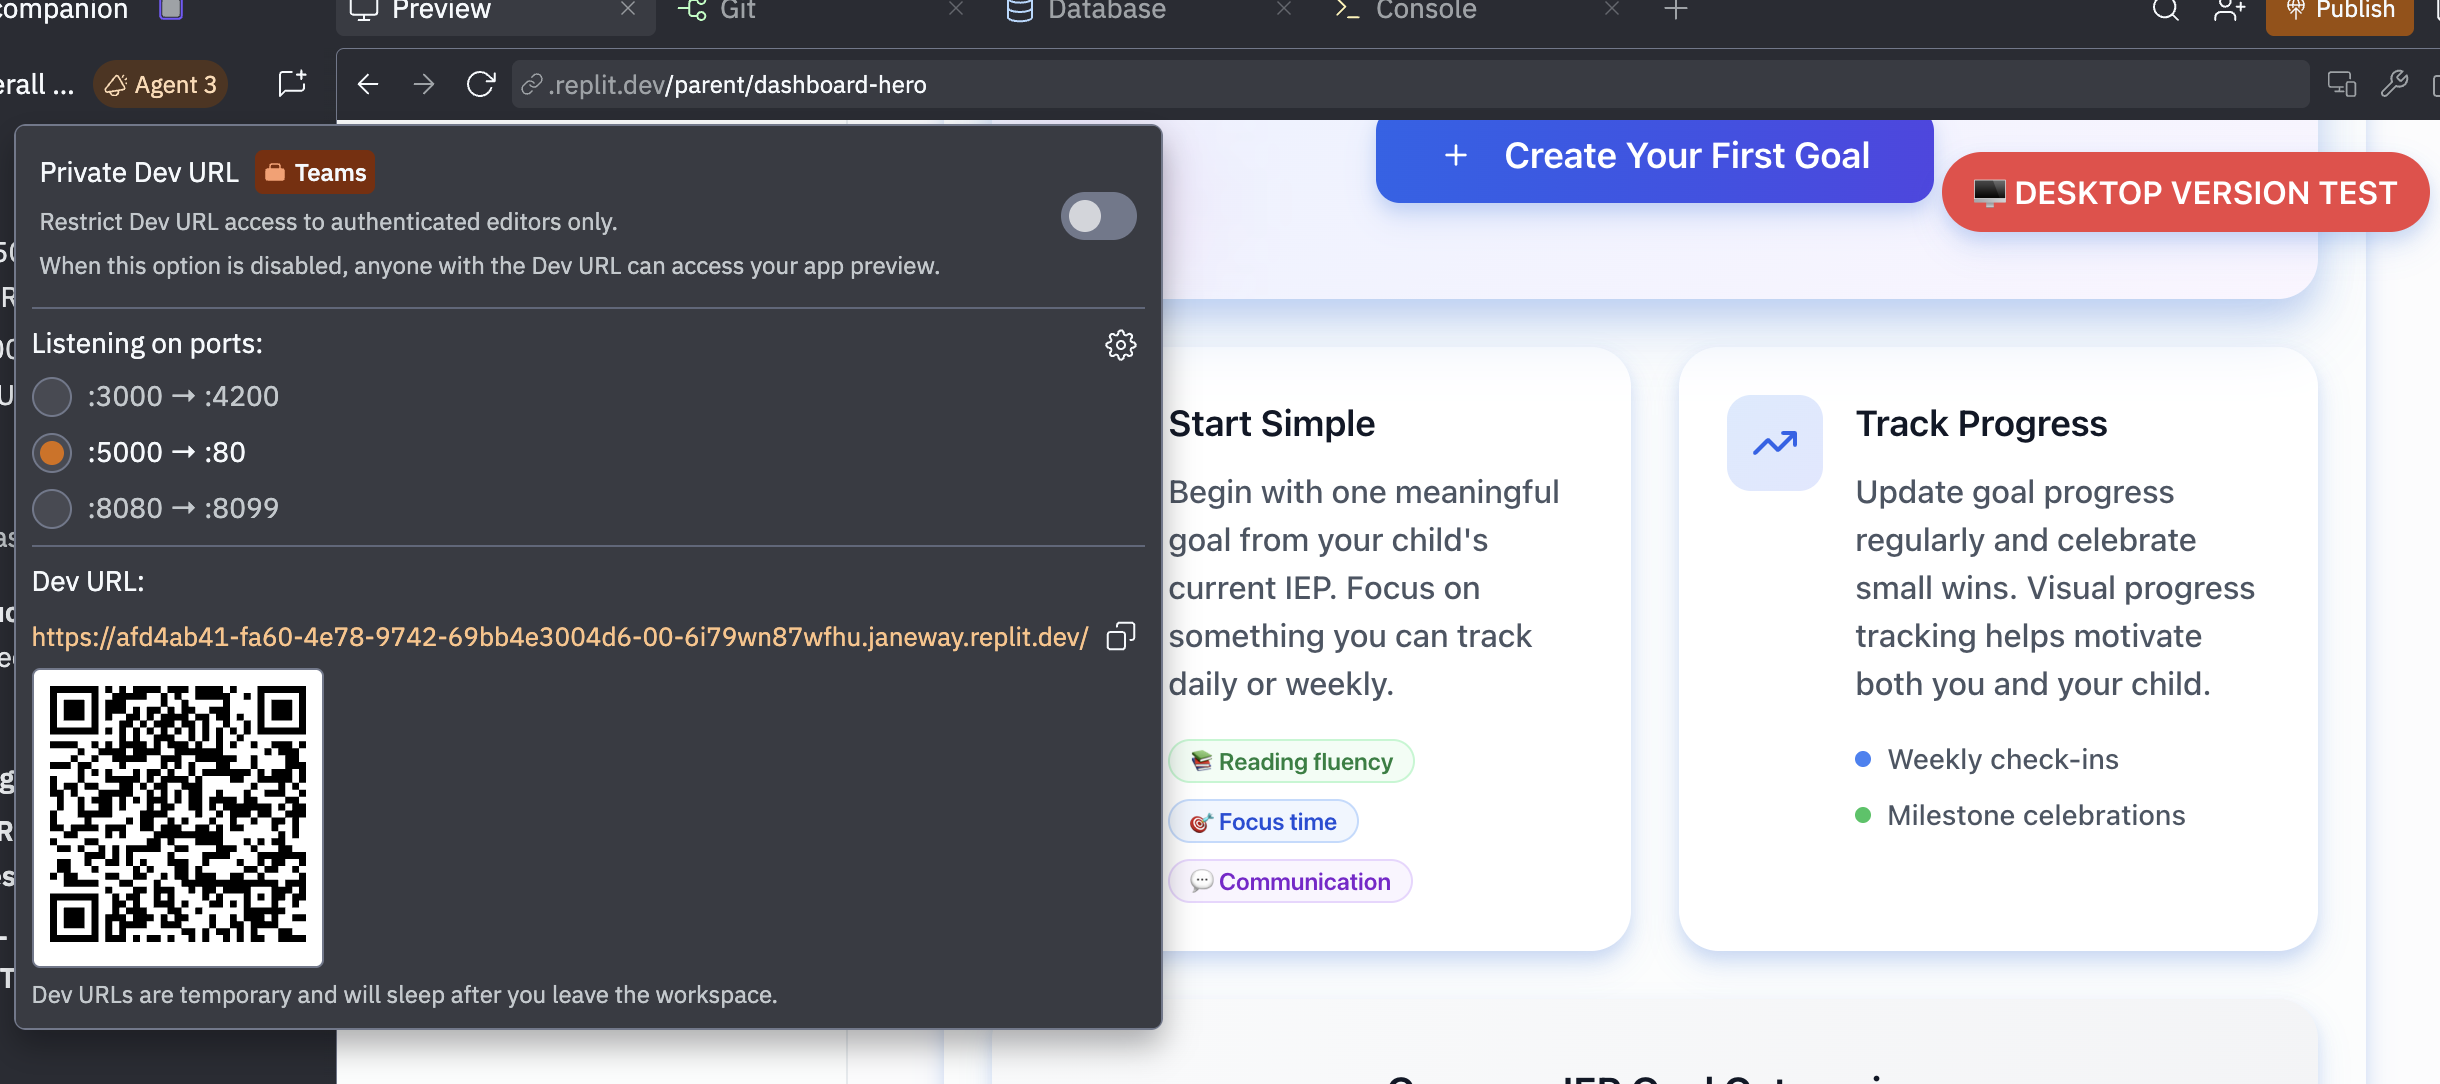 companion
Preview
Git
Database
Console
Publish
erall ...
Agent 3
.replit.dev/parent/dashboard-hero
Private Dev URL
Teams
Restrict Dev URL access to authenticated editors only.
When this option is disabled, anyone with the Dev URL can access your app preview.
Listening on ports:
:3000 → :4200
:5000 → :80
:8080 → :8099
Dev URL:
https://afd4ab41-fa60-4e78-9742-69bb4e3004d6-00-6i79wn87wfhu.janeway.replit.dev/
Dev URLs are temporary and will sleep after you leave the workspace.
+ Create Your First Goal
DESKTOP VERSION TEST
Start Simple
Begin with one meaningful
goal from your child's
current IEP. Focus on
something you can track
daily or weekly.
Reading fluency
Focus time
Communication
Track Progress
Update goal progress
regularly and celebrate
small wins. Visual progress
tracking helps motivate
both you and your child.
Weekly check-ins
Milestone celebrations